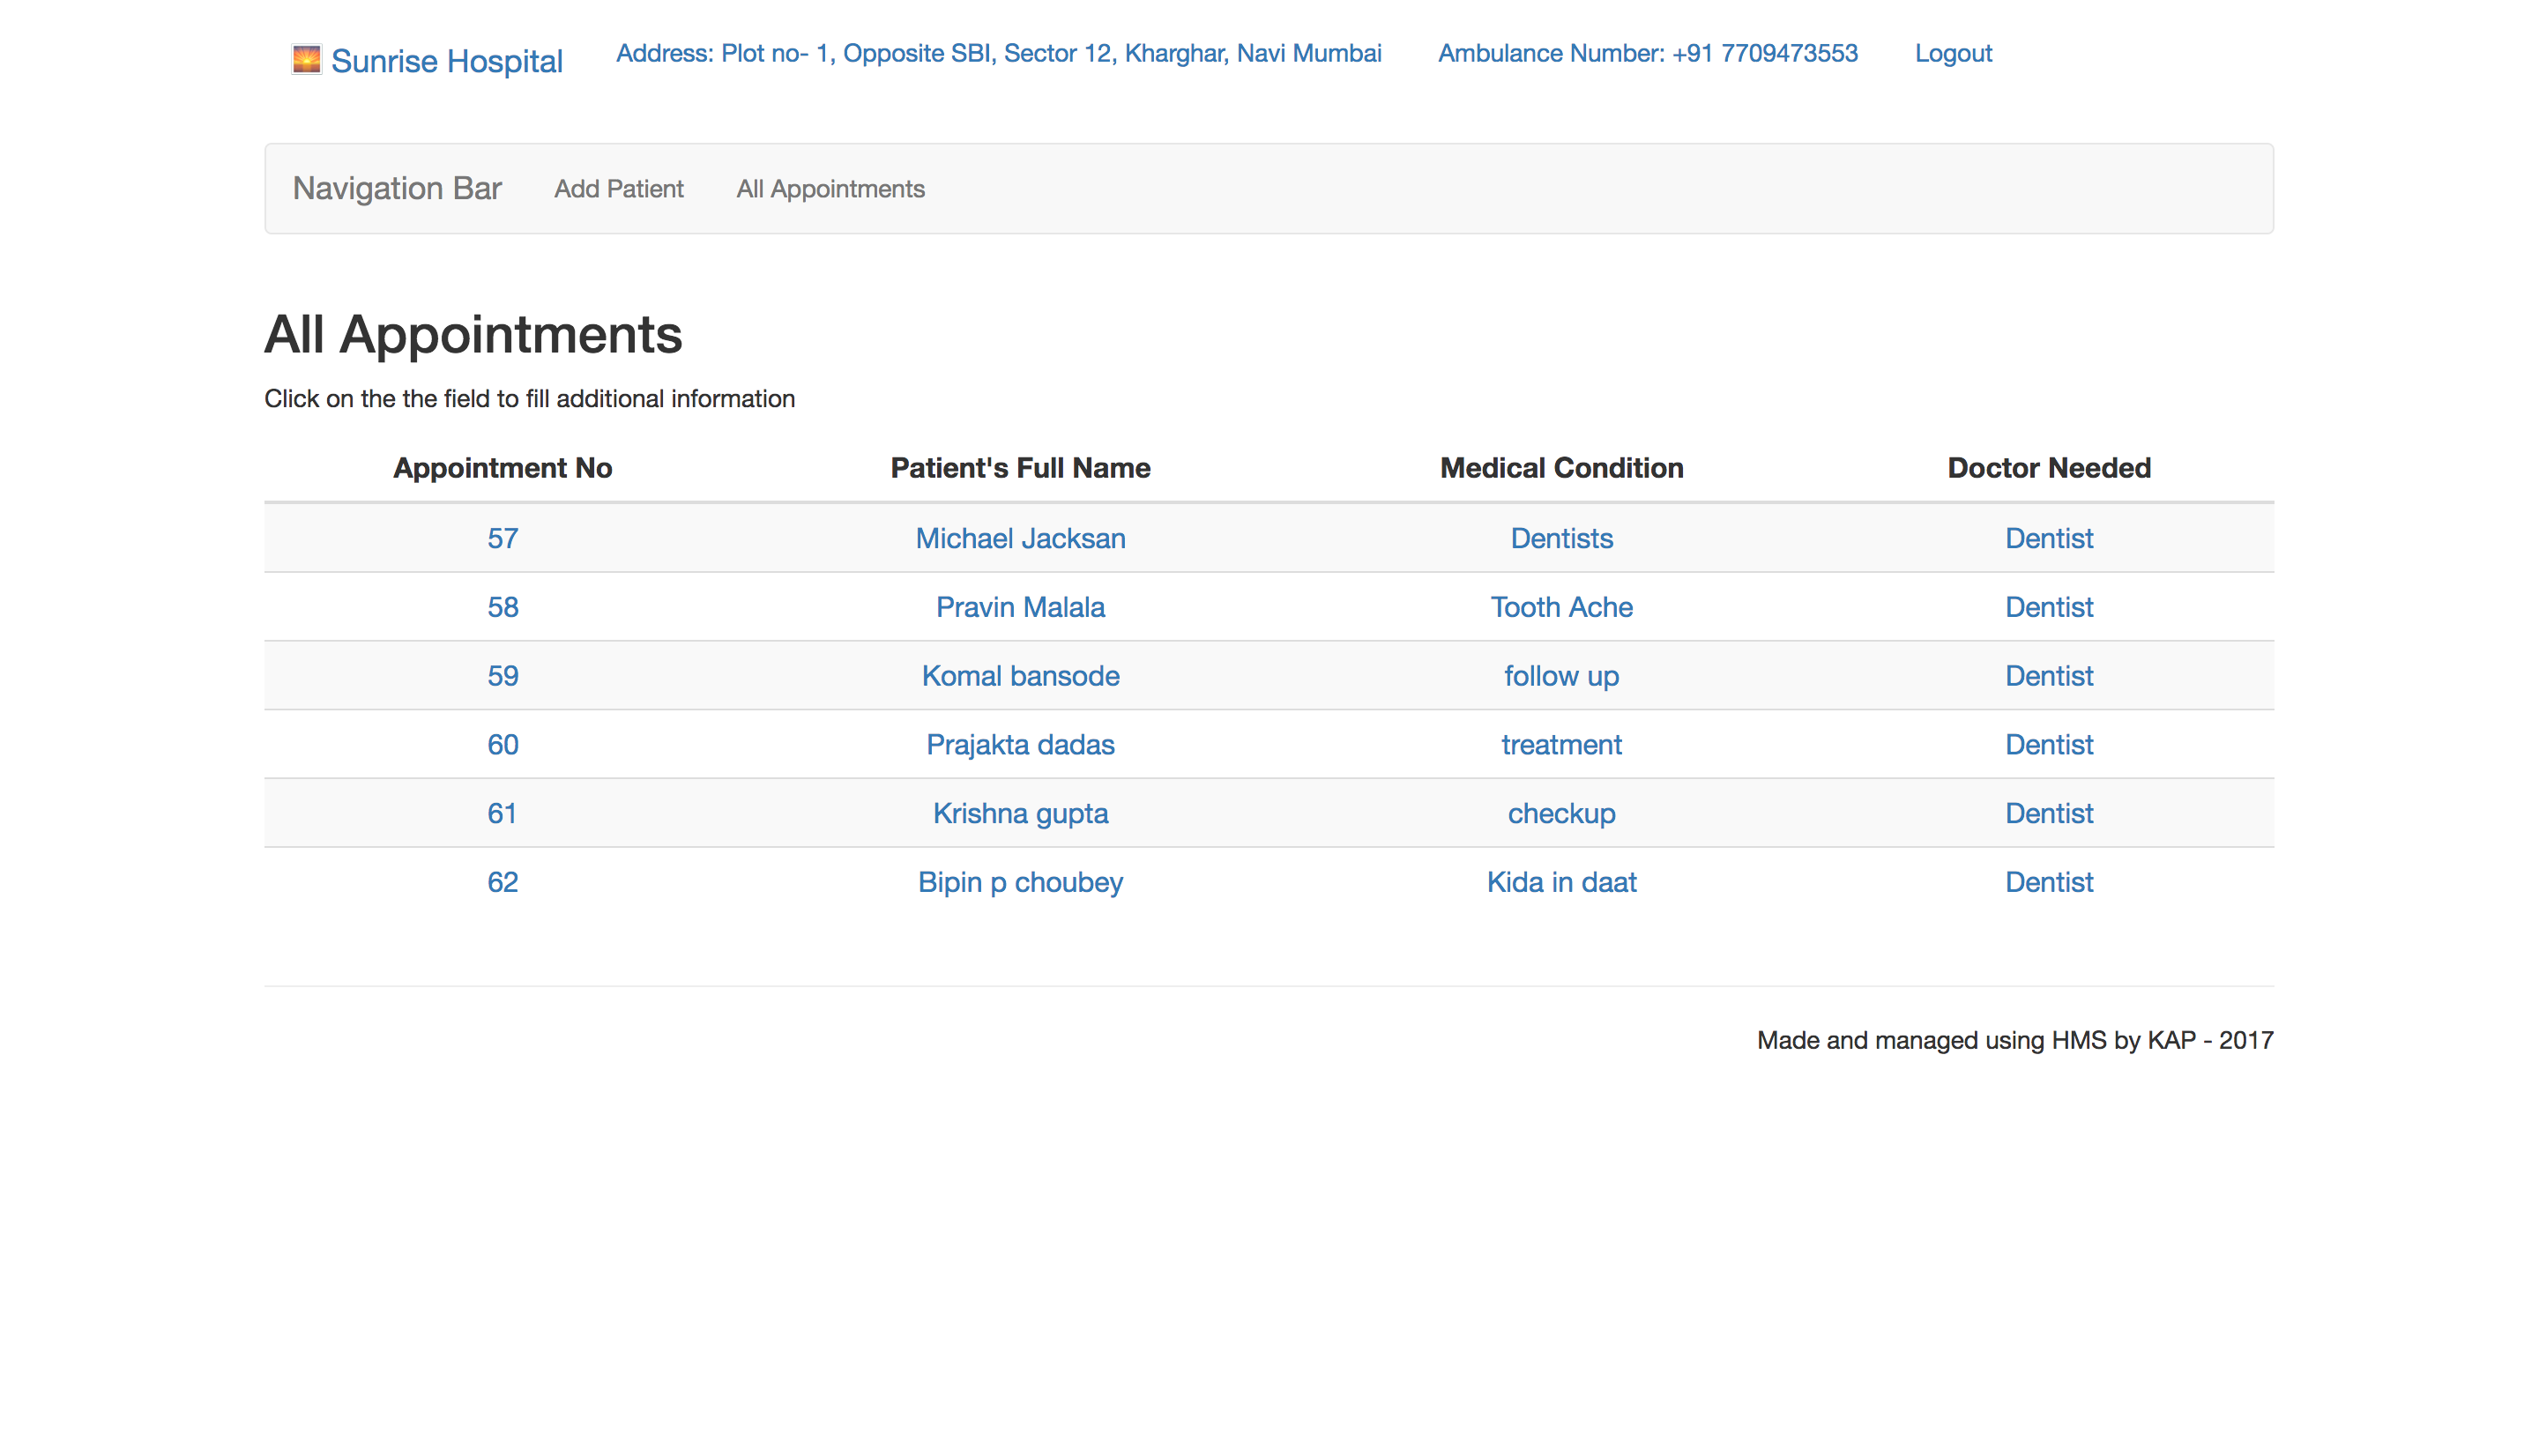 Sunrise Hospital Address: Plot no- 1, Opposite SBI, Sector 12, Kharghar, Navi Mumbai Ambulance Number: +91 7709473553 Logout
Navigation Bar Add Patient All Appointments
All Appointments
Click on the the field to fill additional information
Appointment No Patient's Full Name Medical Condition Doctor Needed
57 Michael Jacksan Dentists Dentist
58 Pravin Malala Tooth Ache Dentist
59 Komal bansode follow up Dentist
60 Prajakta dadas treatment Dentist
61 Krishna gupta checkup Dentist
62 Bipin p choubey Kida in daat Dentist
Made and managed using HMS by KAP - 2017